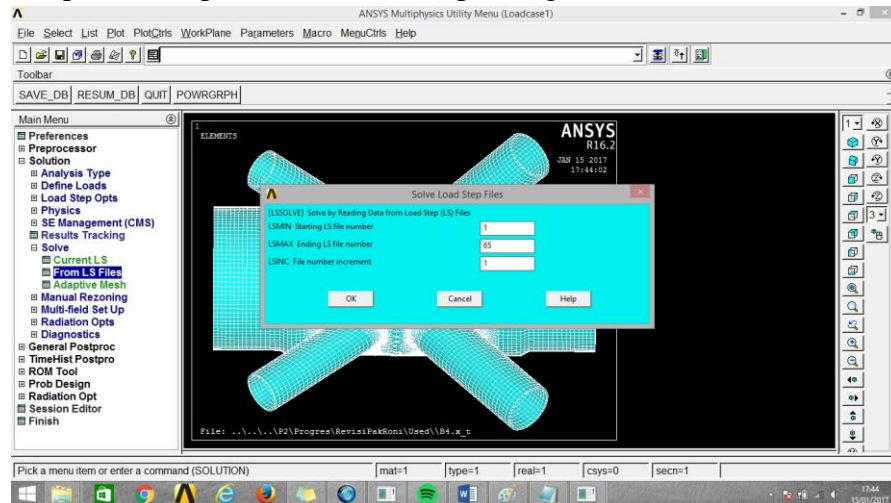 ANSYS Multiphysics Utility Menu (Loadcase1)
File Select List Plot PlotCtrls WorkPlane Parameters Macro MenuCtrls Help
Toolbar
SAVE_DB RESUM_DB QUIT POWRGRPH
Main Menu
Preferences
Preprocessor
Solution
Analysis Type
Define Loads
Load Step Opts
Physics
SE Management (CMS)
Results Tracking
Solve
Current LS
From LS Files
Adaptive Mesh
Manual Rezoning
Multi-field Set Up
Radiation Opts
Diagnostics
General Postproc
TimeHist Postpro
ROM Tool
Prob Design
Radiation Opt
Session Editor
Finish
1
ELEMENTS
ANSYS
R16.2
JAN 15 2017
17:44:02
Solve Load Step Files
[LSSOLVE] Solve by Reading Data from Load Step (LS) Files
LSMIN Starting LS file number 1
LSMAX Ending LS file number 65
LSINC File number increment 1
OK Cancel Help
File: ..\..\..\P2\Progres\RevisiPakRoni\Used\\B4.x_t
1
3
Pick a menu item or enter a command (SOLUTION) mat=1 type=1 real=1 csys=0 secn=1
17:44
15/01/2017